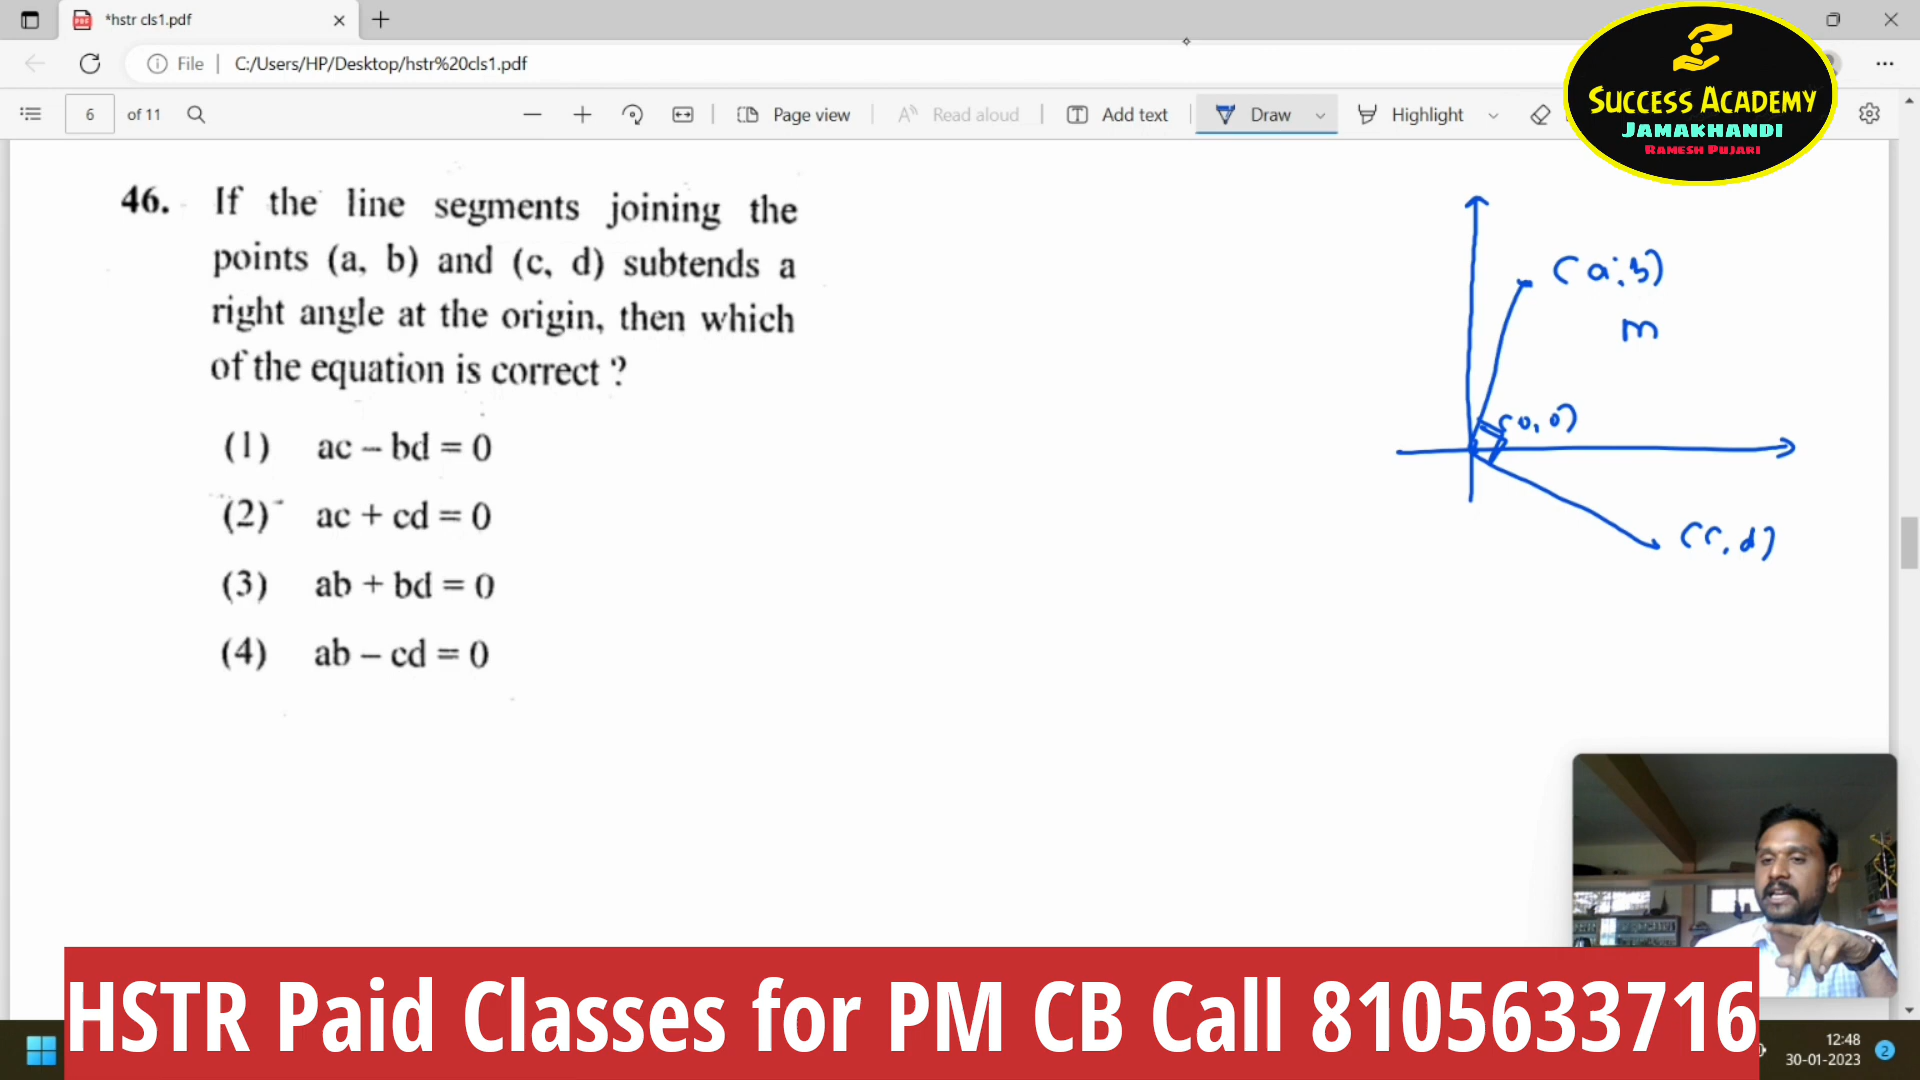 *hstr cls1.pdf
File
C:/Users/HP/Desktop/hstr%20cls1.pdf
6 of 11
Page view
Read aloud
Add text
Draw
Highlight
Success Academy
Jamakhandi
Ramesh Pujari
46. If the line segments joining the
points (a, b) and (c, d) subtends a
right angle at the origin, then which
of the equation is correct ?
(1) ac – bd = 0
(2) ac + cd = 0
(3) ab + bd = 0
(4) ab – cd = 0
(a, b)
m
(0, 0)
(c, d)
HSTR Paid Classes for PM CB Call 8105633716
12:48
30-01-2023
2